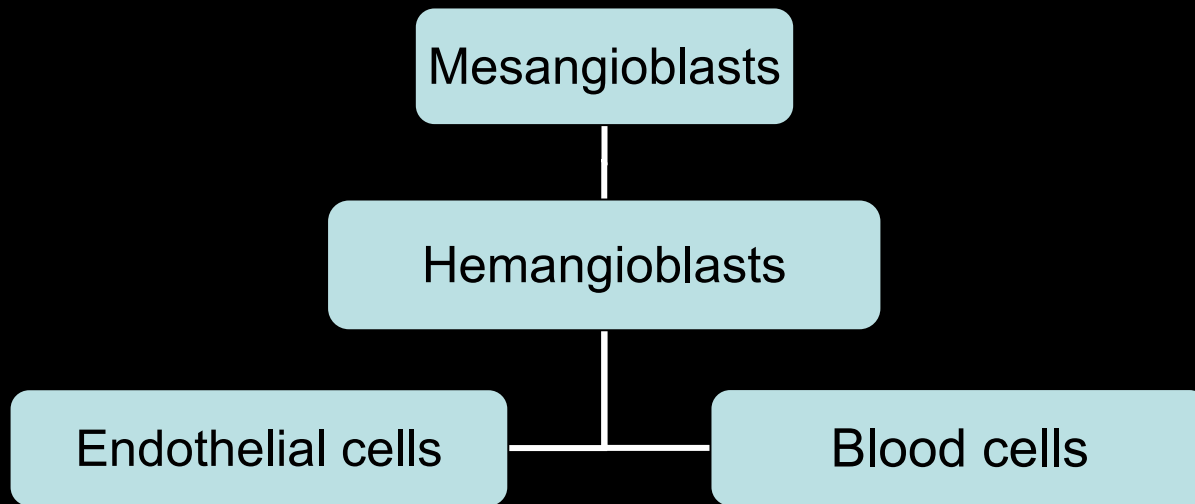 Mesangioblasts
Hemangioblasts
Endothelial cells
Blood cells